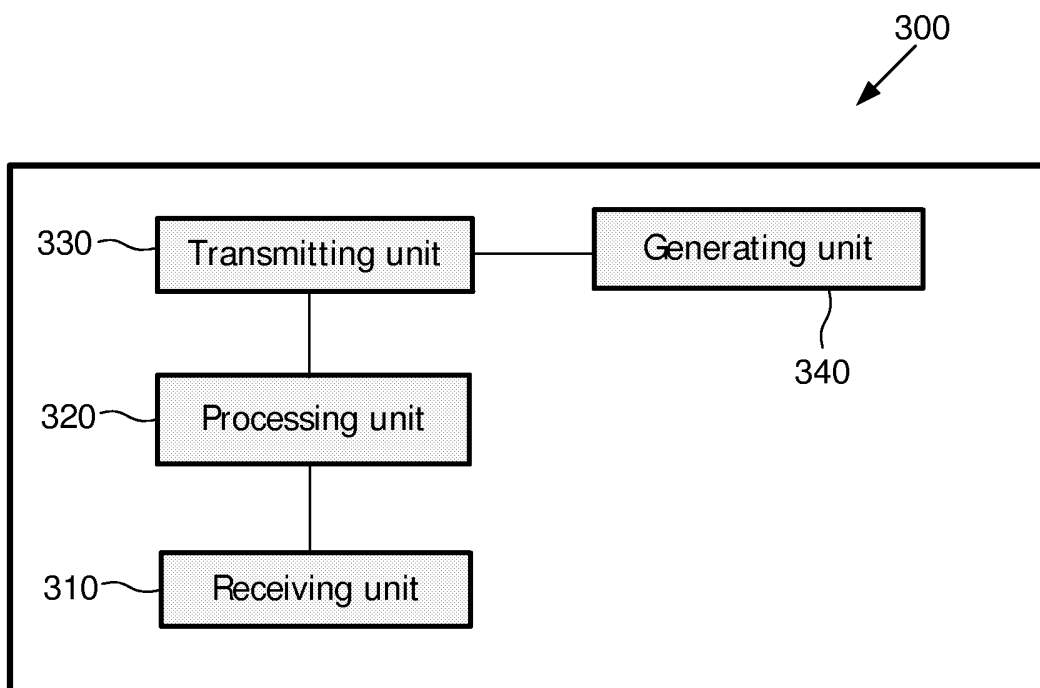 300
330
Transmitting unit
Generating unit
340
320
Processing unit
310
Receiving unit